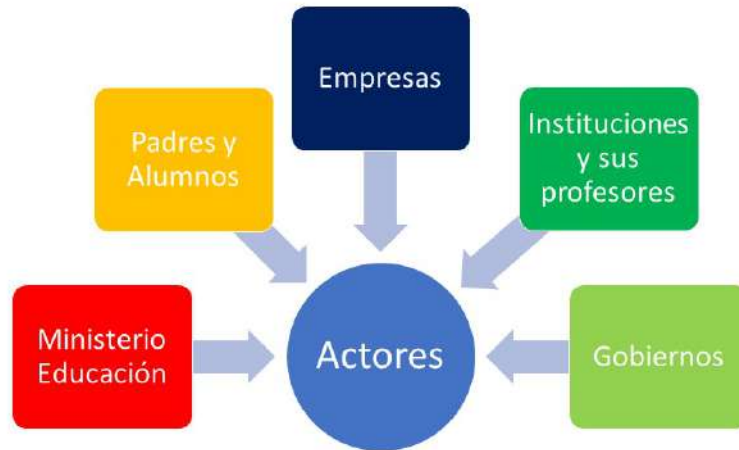 Empresas
Padres y
Alumnos
Instituciones
y sus
profesores
Ministerio
Educación
Actores
Gobiernos